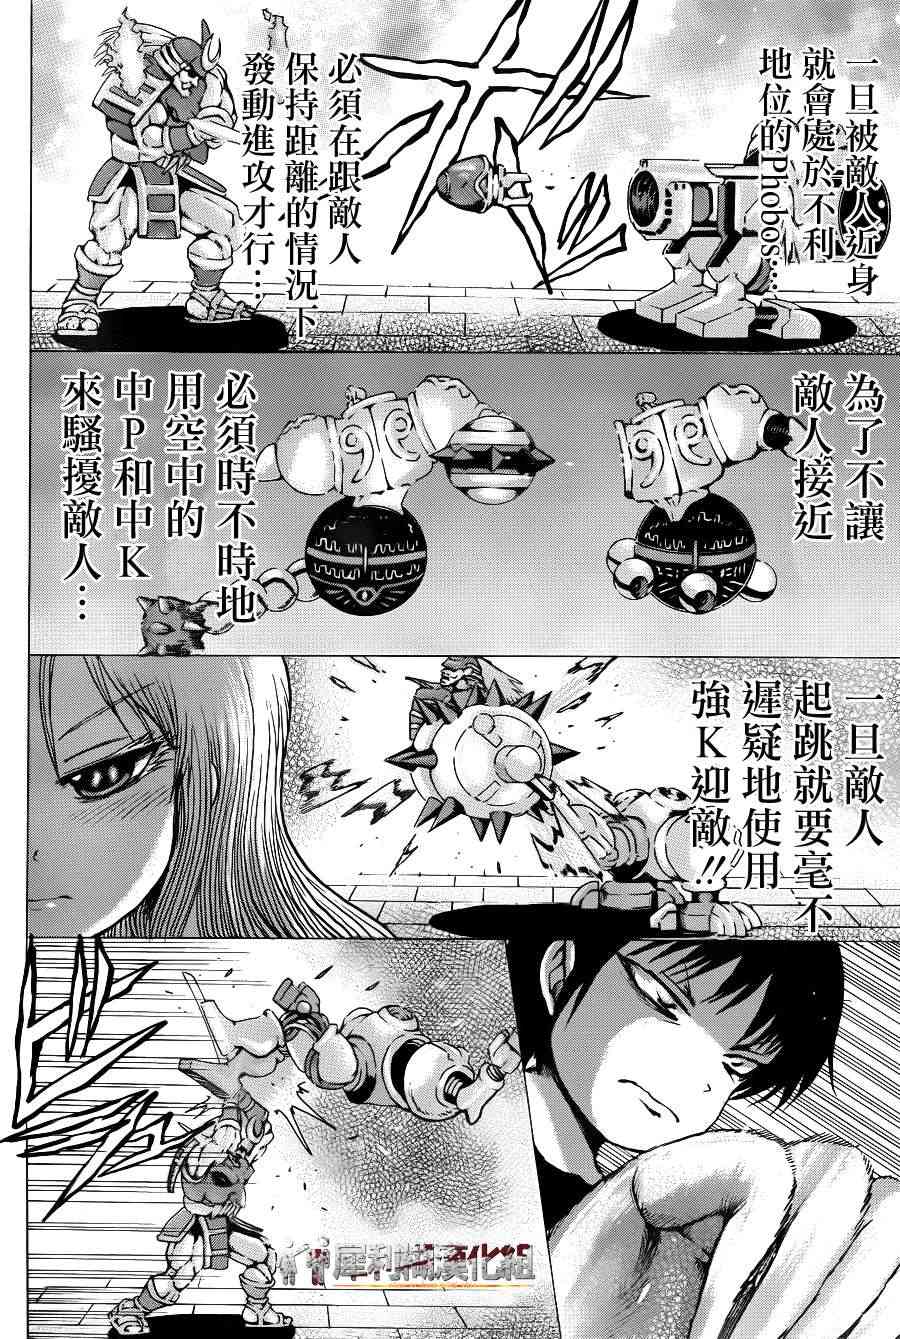 一旦被敵人近身
就會處於不利
地位的Phobos…
必須在跟敵人
保持距離的情況下
發動進攻才行…
為了不讓
敵人接近
必須時不時地
用空中的
中P和中K
來騷擾敵人…
一旦敵人
起跳就要毫不
遲疑地使用
強K迎敵!!
犀利糊漢化組